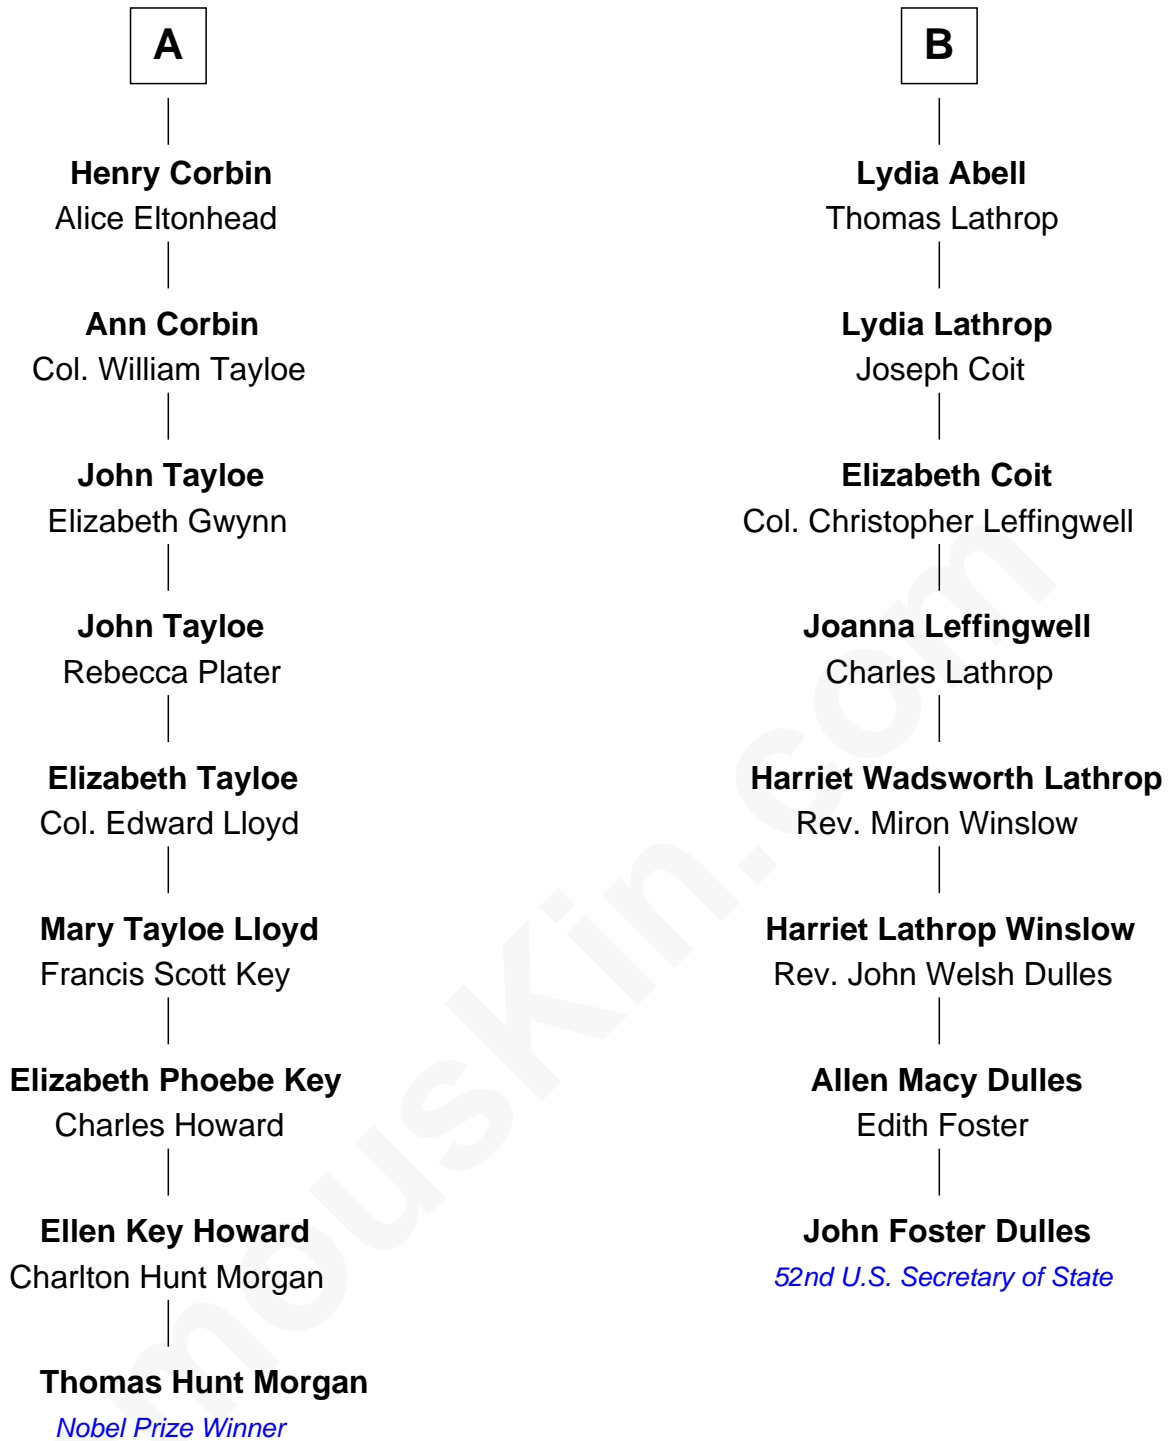 A
Henry Corbin
Alice Eltonhead
Ann Corbin
Col. William Tayloe
John Tayloe
Elizabeth Gwynn
John Tayloe
Rebecca Plater
Elizabeth Tayloe
Col. Edward Lloyd
Mary Tayloe Lloyd
Francis Scott Key
Elizabeth Phoebe Key
Charles Howard
Ellen Key Howard
Charlton Hunt Morgan
Thomas Hunt Morgan
Nobel Prize Winner
B
Lydia Abell
Thomas Lathrop
Lydia Lathrop
Joseph Coit
Elizabeth Coit
Col. Christopher Leffingwell
Joanna Leffingwell
Charles Lathrop
Harriet Wadsworth Lathrop
Rev. Miron Winslow
Harriet Lathrop Winslow
Rev. John Welsh Dulles
Allen Macy Dulles
Edith Foster
John Foster Dulles
52nd U.S. Secretary of State
mouskin.com